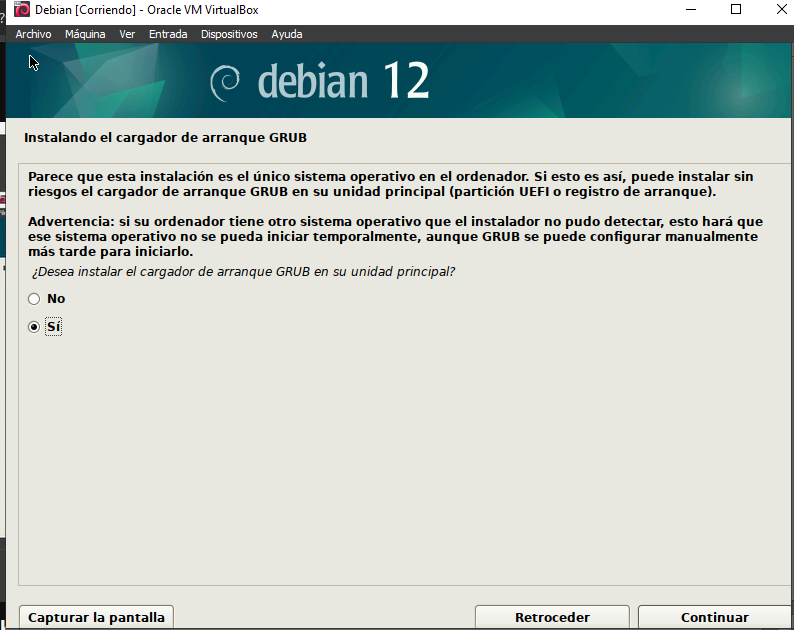 Debian [Corriendo] - Oracle VM VirtualBox
Archivo Máquina Ver Entrada Dispositivos Ayuda
debian 12
Instalando el cargador de arranque GRUB
Parece que esta instalación es el único sistema operativo en el ordenador. Si esto es así, puede instalar sin
riesgos el cargador de arranque GRUB en su unidad principal (partición UEFI o registro de arranque).
Advertencia: si su ordenador tiene otro sistema operativo que el instalador no pudo detectar, esto hará que
ese sistema operativo no se pueda iniciar temporalmente, aunque GRUB se puede configurar manualmente
más tarde para iniciarlo.
¿Desea instalar el cargador de arranque GRUB en su unidad principal?
No
Sí
Capturar la pantalla Retroceder Continuar